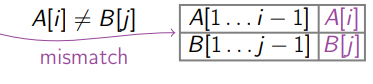 A[i] ≠ B[j]
mismatch
A[1 . . . i − 1] A[i]
B[1 . . . j − 1] B[j]